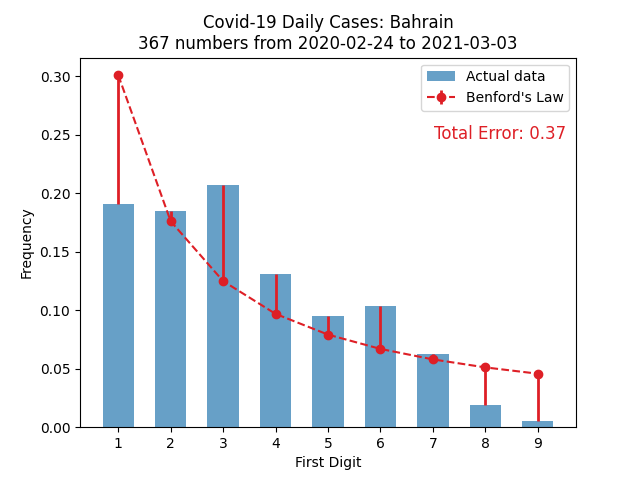 Covid-19 Daily Cases: Bahrain
367 numbers from 2020-02-24 to 2021-03-03
Actual data
Benford's Law
Total Error: 0.37
0.30
0.25
0.20
0.15
0.10
0.05
0.00
Frequency
1 2 3 4 5 6 7 8 9
First Digit